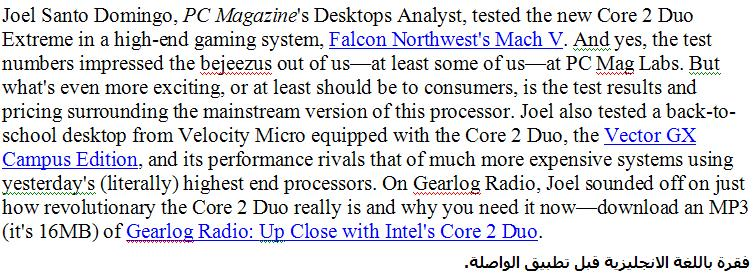 Joel Santo Domingo, PC Magazine's Desktops Analyst, tested the new Core 2 Duo
Extreme in a high-end gaming system, Falcon Northwest's Mach V. And yes, the test
numbers impressed the bejeezus out of us—at least some of us—at PC Mag Labs. But
what's even more exciting, or at least should be to consumers, is the test results and
pricing surrounding the mainstream version of this processor. Joel also tested a back-to-
school desktop from Velocity Micro equipped with the Core 2 Duo, the Vector GX
Campus Edition, and its performance rivals that of much more expensive systems using
yesterday's (literally) highest end processors. On Gearlog Radio, Joel sounded off on just
how revolutionary the Core 2 Duo really is and why you need it now—download an MP3
(it's 16MB) of Gearlog Radio: Up Close with Intel's Core 2 Duo.
فقرة باللغة الانجليزية قبل تطبيق الواصلة.